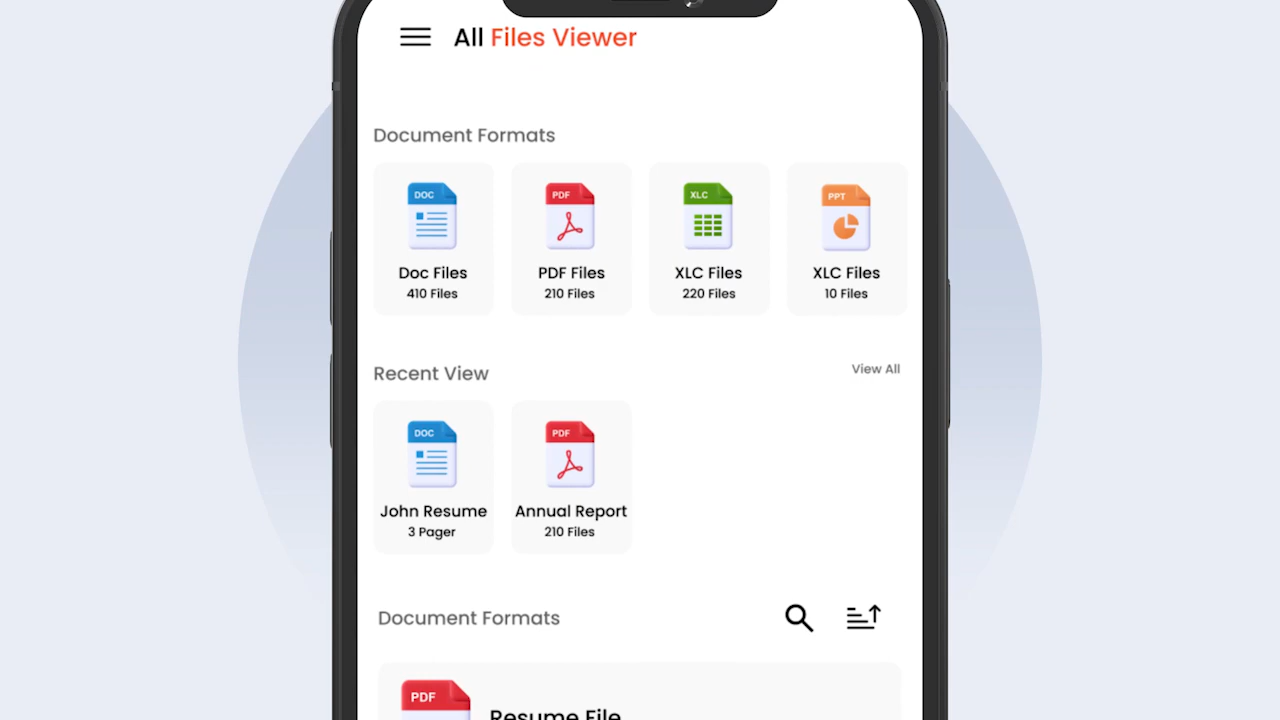 All Files Viewer
Document Formats
DOC
PDF
XLC
PPT
Doc Files
PDF Files
XLC Files
XLC Files
410 Files
210 Files
220 Files
10 Files
Recent View
View All
DOC
PDF
John Resume
Annual Report
3 Pager
210 Files
Document Formats
PDF
Resume File